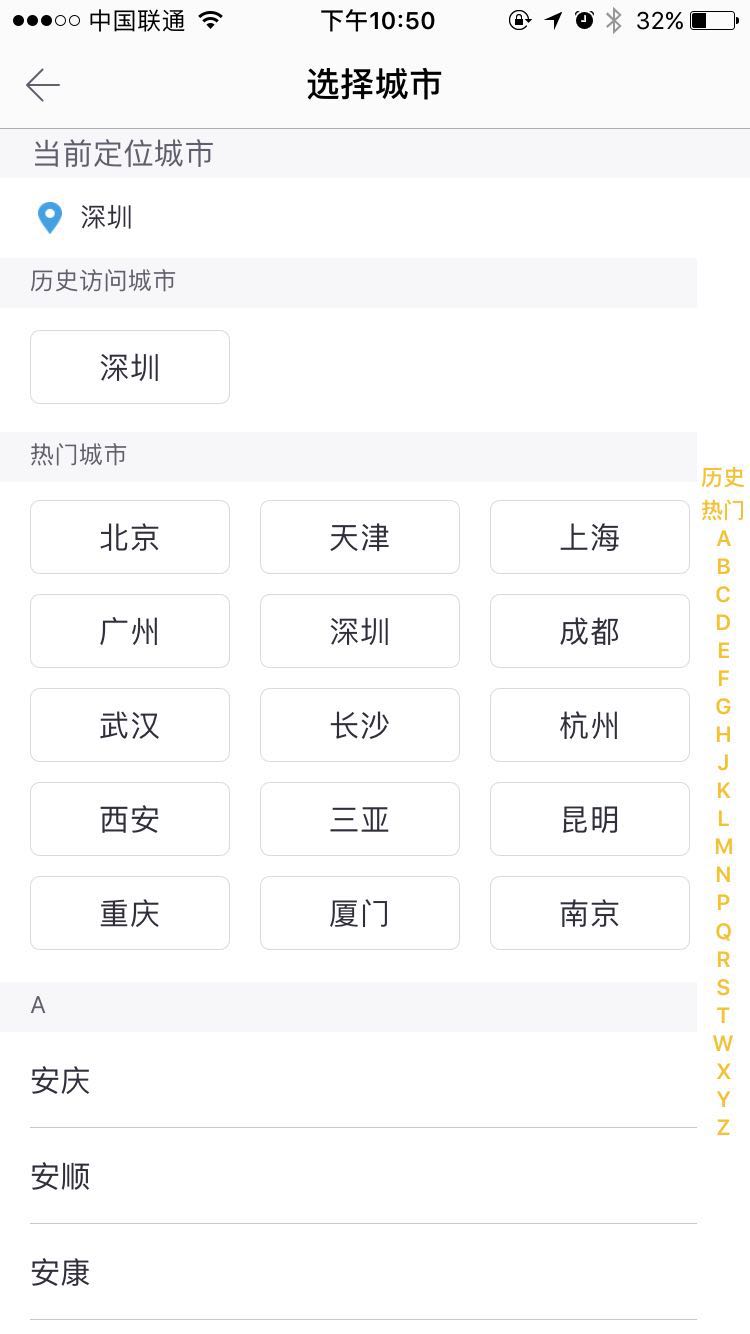 中国联通 下午10:50 32%
选择城市
当前定位城市
深圳
历史访问城市
深圳
热门城市
北京 天津 上海
广州 深圳 成都
武汉 长沙 杭州
西安 三亚 昆明
重庆 厦门 南京
A
安庆
安顺
安康
历史
热门
A
B
C
D
E
F
G
H
J
K
L
M
N
P
Q
R
S
T
W
X
Y
Z